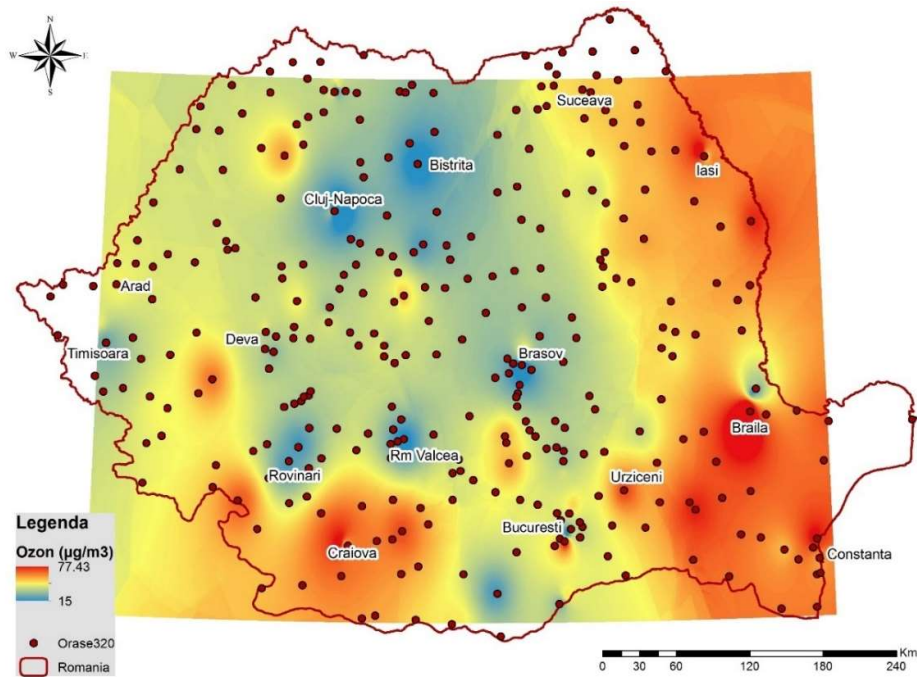 N
W
E
S
Suceava
Iasi
Bistrita
Cluj-Napoca
Arad
Timisoara
Deva
Brasov
Braila
Rm Valcea
Rovinari
Urziceni
Bucuresti
Craiova
Constanta
Legenda
Ozon (µg/m3)
77.43
15
Orase320
Romania
Km
0 15 30 60 120 180 240